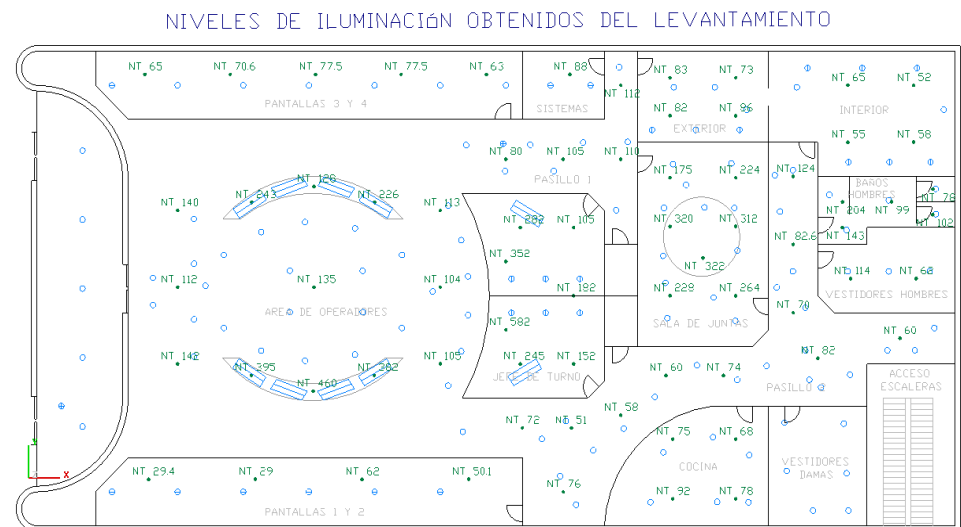 NIVELES DE ILUMINACIÓN OBTENIDOS DEL LEVANTAMIENTO
NT 65
NT 70.6
NT 77.5
NT 77.5
NT 63
NT 88
NT 83
NT 73
NT 65
NT 52
NT 112
PANTALLAS 3 Y 4
SISTEMAS
NT 82
NT 96
INTERIOR
EXTERIOR
NT 55
NT 58
NT 80
NT 105
NT 110
PASILLO 1
NT 175
NT 224
NT 124
BAÑOS
HOMBRES
NT 128
NT 243
NT 226
NT 140
NT 113
NT 204
NT 99
NT 78
NT 282
NT 105
NT 320
NT 312
NT 102
NT 82.6
NT 143
NT 352
NT 322
NT 112
NT 135
NT 104
NT 192
NT 229
NT 264
NT 114
NT 68
VESTIDORES HOMBRES
AREA DE OPERADORES
NT 70
SALA DE JUNTAS
NT 582
NT 60
NT 142
NT 105
NT 245
NT 152
NT 82
NT 395
NT 460
NT 282
JEFE DE TURNO
NT 60
NT 74
PASILLO 2
ACCESO
ESCALERAS
NT 72
NT 51
NT 58
NT 75
NT 68
COCINA
VESTIDORES
DAMAS
NT 29.4
NT 29
NT 62
NT 50.1
NT 76
NT 92
NT 78
PANTALLAS 1 Y 2
X